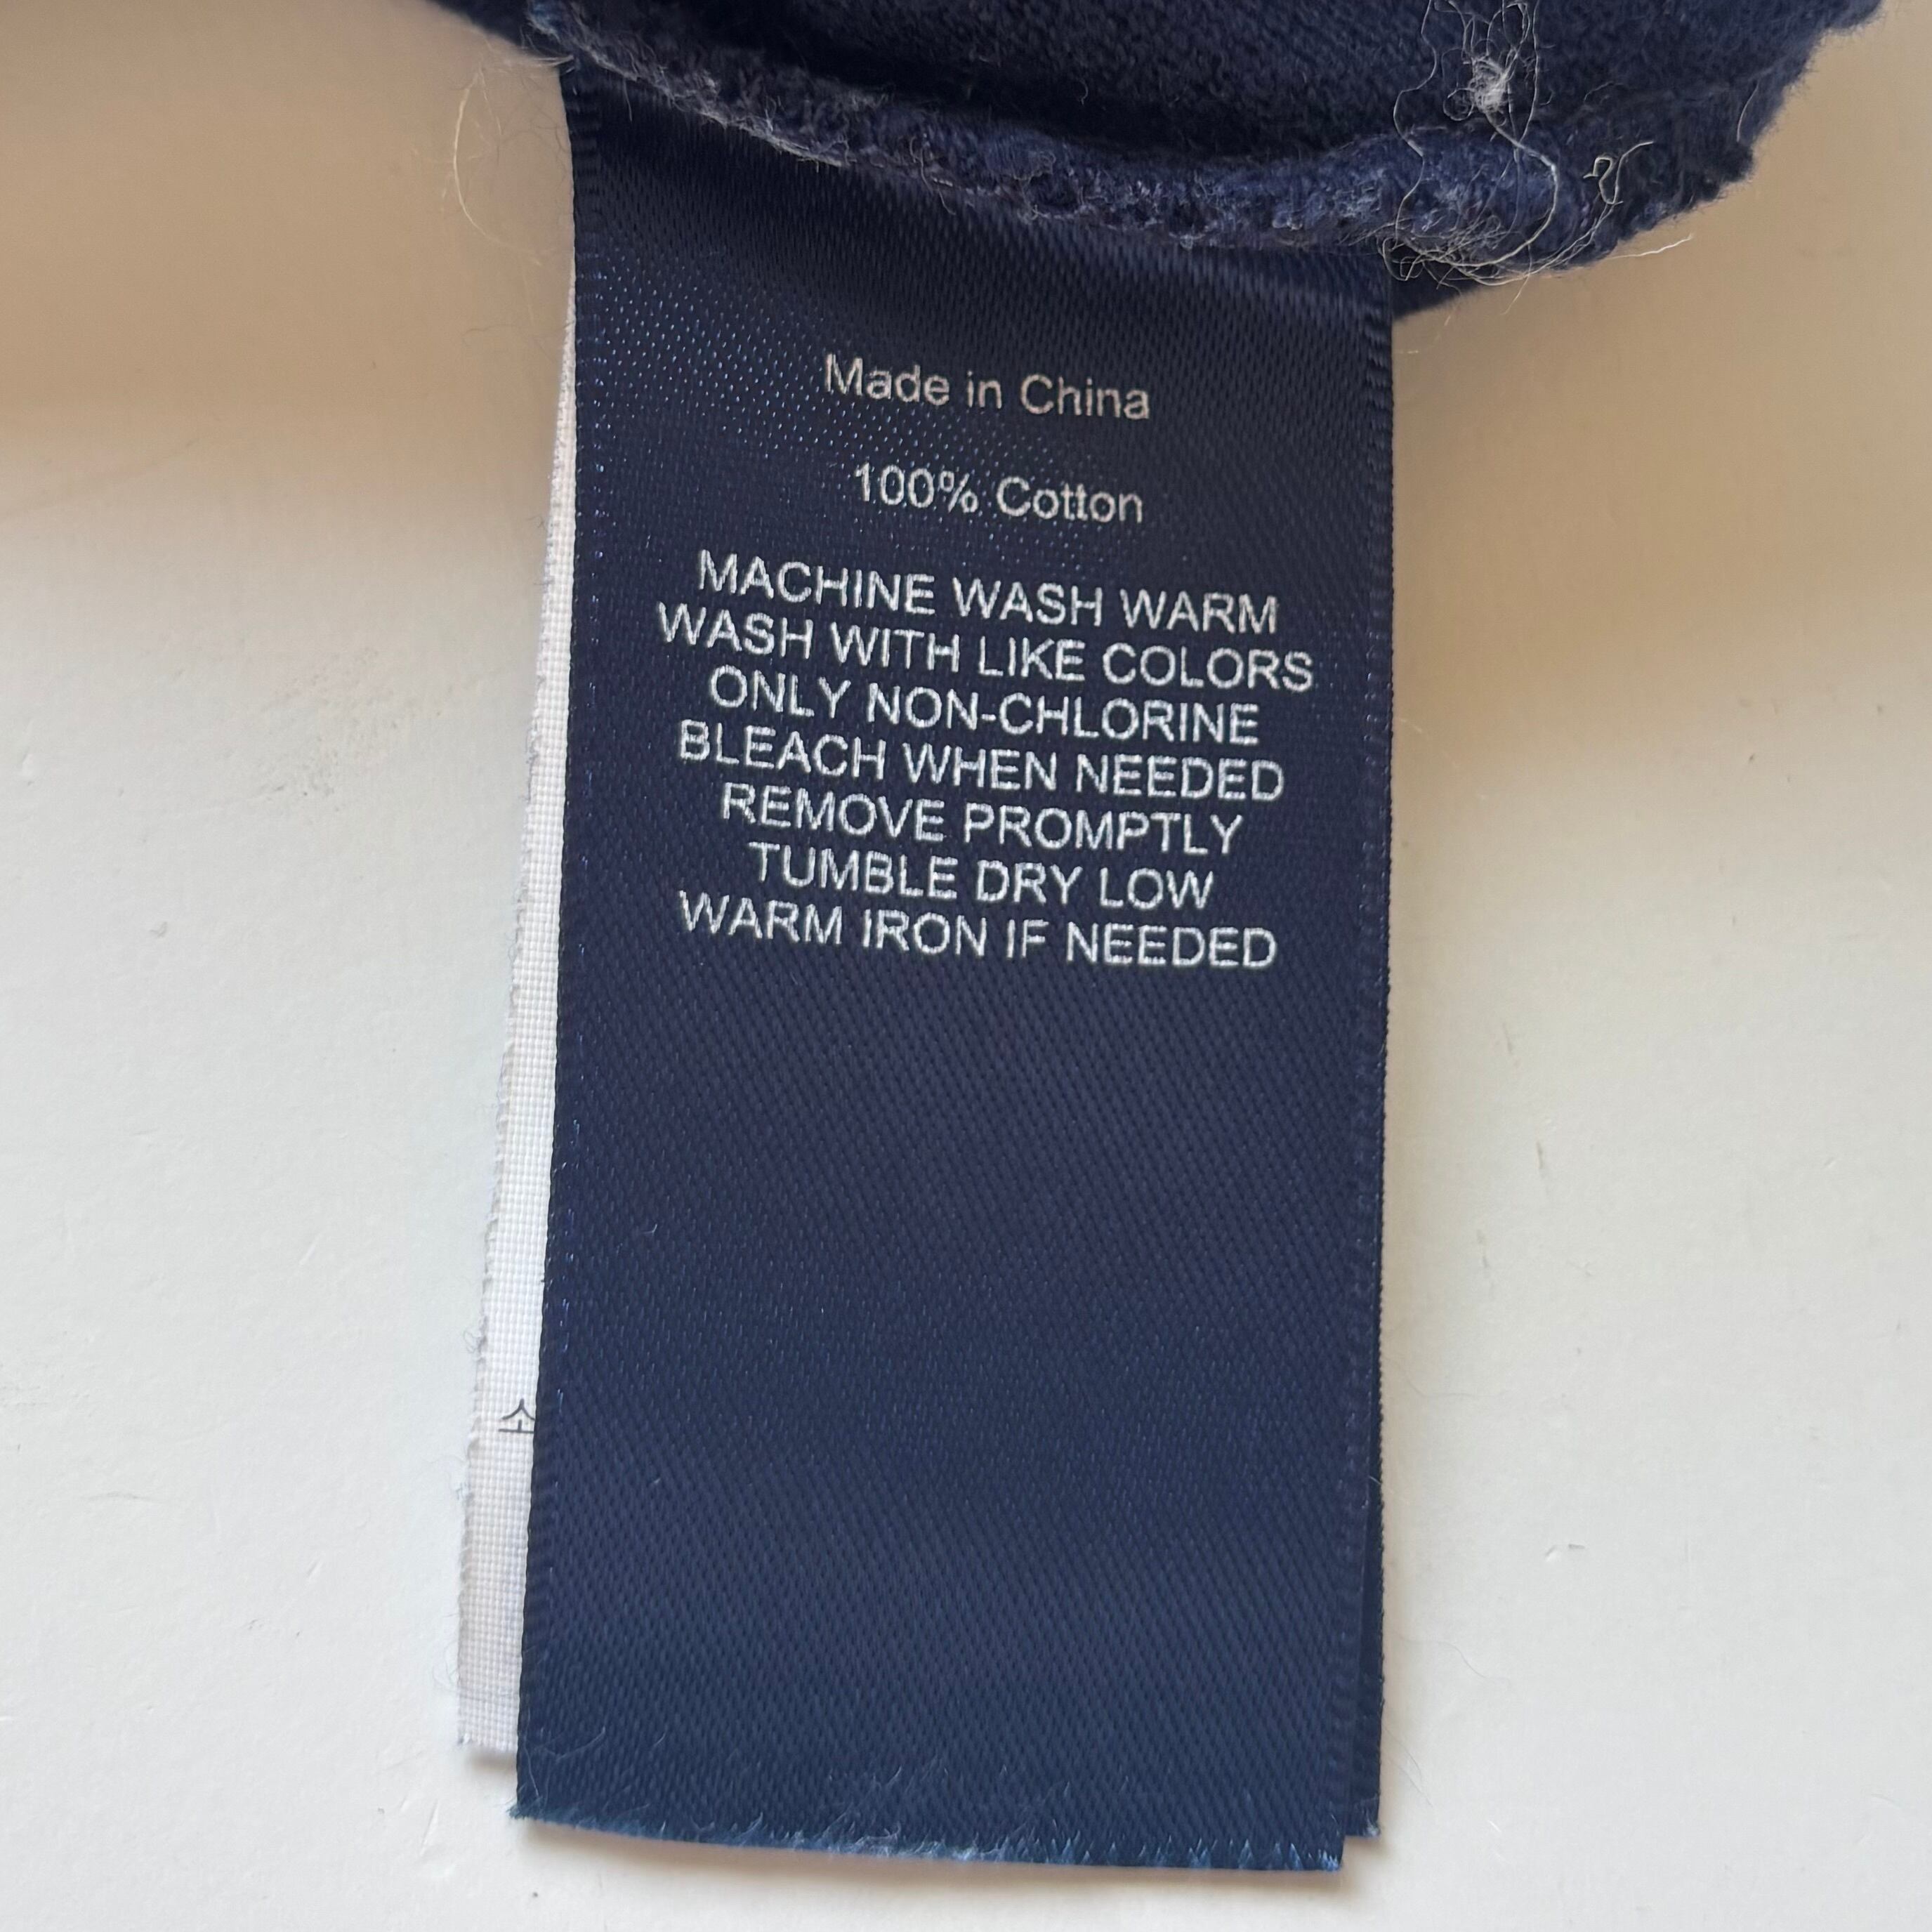 Made in China
100% Cotton
MACHINE WASH WARM
WASH WITH LIKE COLORS
ONLY NON-CHLORINE
BLEACH WHEN NEEDED
REMOVE PROMPTLY
TUMBLE DRY LOW
WARM IRON IF NEEDED
소